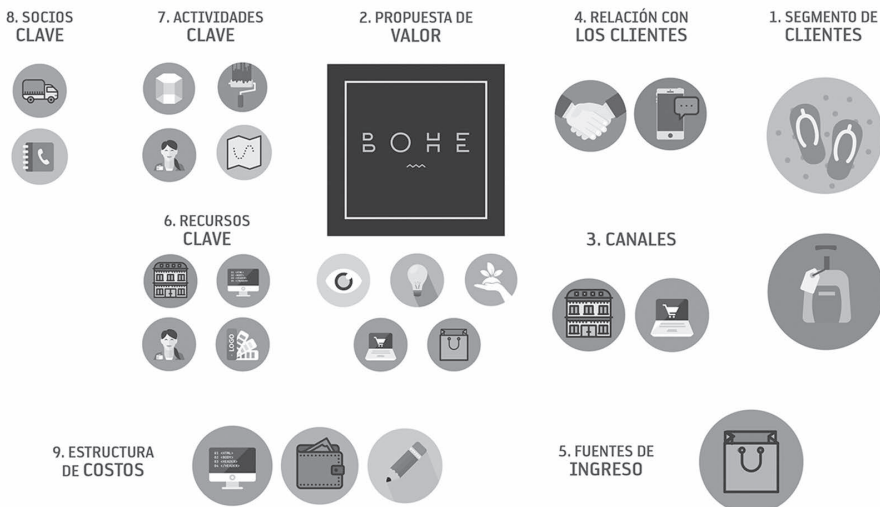 8. SOCIOS
CLAVE
7. ACTIVIDADES
CLAVE
2. PROPUESTA DE
VALOR
4. RELACIÓN CON
LOS CLIENTES
1. SEGMENTO DE
CLIENTES
BOHE
6. RECURSOS
CLAVE
3. CANALES
LOGO
9. ESTRUCTURA
DE COSTOS
5. FUENTES DE
INGRESO